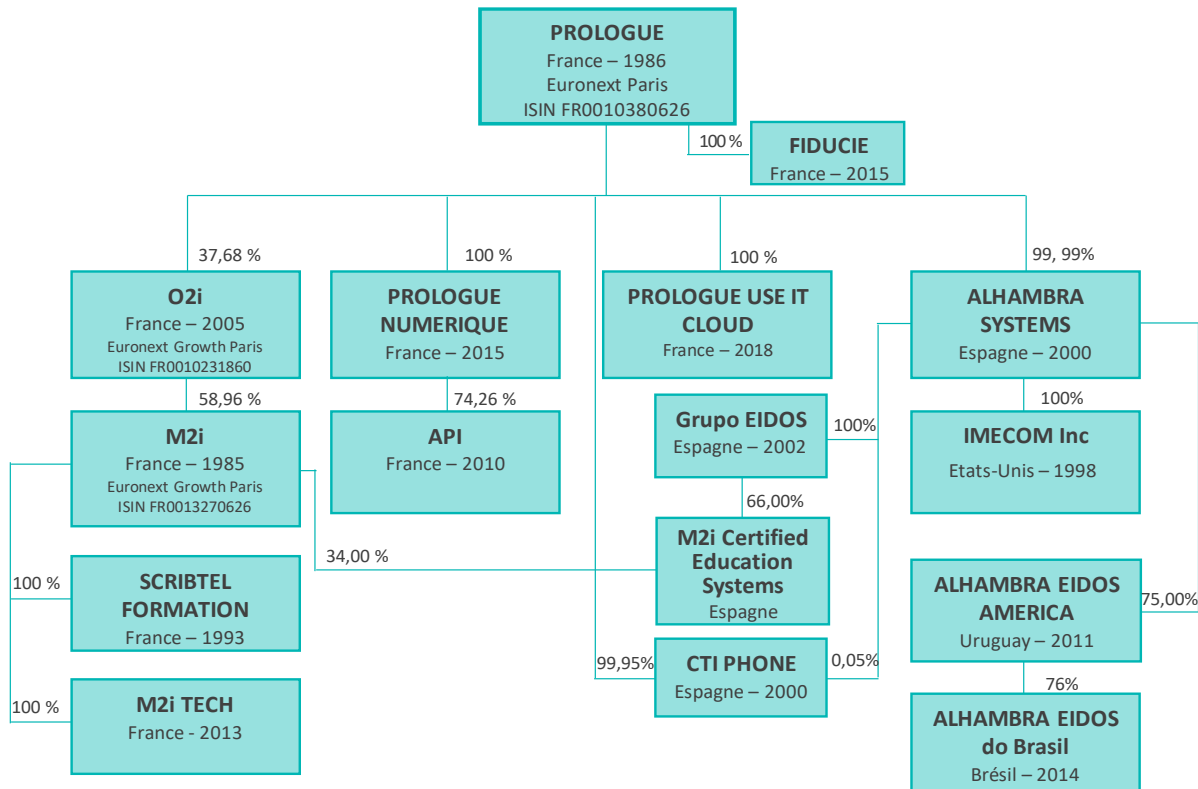 PROLOGUE
France – 1986
Euronext Paris
ISIN FR0010380626
100 %
FIDUCIE
France – 2015
37,68 %
100 %
100 %
99, 99%
O2i
France – 2005
Euronext Growth Paris
ISIN FR0010231860
PROLOGUE
NUMERIQUE
France – 2015
PROLOGUE USE IT
CLOUD
France – 2018
ALHAMBRA
SYSTEMS
Espagne – 2000
58,96 %
74,26 %
100%
M2i
France – 1985
Euronext Growth Paris
ISIN FR0013270626
API
France – 2010
Grupo EIDOS
Espagne – 2002
100%
IMECOM Inc
Etats-Unis – 1998
66,00%
34,00 %
M2i Certified
Education
Systems
Espagne
100 %
SCRIBTEL
FORMATION
France – 1993
ALHAMBRA EIDOS
AMERICA
Uruguay – 2011
75,00%
99,95%
CTI PHONE
Espagne – 2000
0,05%
76%
100 %
M2i TECH
France - 2013
ALHAMBRA EIDOS
do Brasil
Brésil – 2014